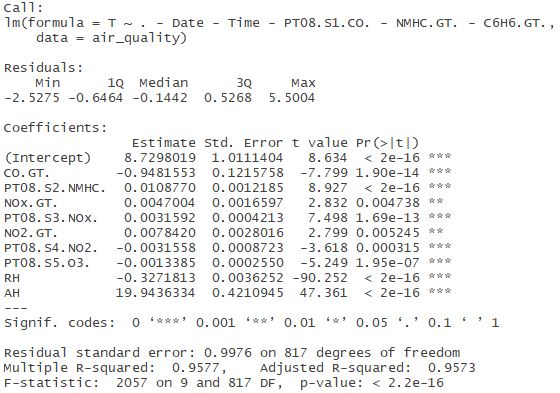 Call:
lm(formula = T ~ . - Date - Time - PT08.S1.CO. - NMHC.GT. - C6H6.GT.,
    data = air_quality)
Residuals:
    Min      1Q  Median      3Q     Max
-2.5275 -0.6464 -0.1442  0.5268  5.5004
Coefficients:
                Estimate Std. Error t value Pr(>|t|)
(Intercept)    8.7298019  1.0111404   8.634  < 2e-16 ***
CO.GT.        -0.9481553  0.1215758  -7.799 1.90e-14 ***
PT08.S2.NMHC.  0.0108770  0.0012185   8.927  < 2e-16 ***
NOx.GT.        0.0047004  0.0016597   2.832 0.004738 **
PT08.S3.NOx.   0.0031592  0.0004213   7.498 1.69e-13 ***
NO2.GT.        0.0078420  0.0028016   2.799 0.005245 **
PT08.S4.NO2.  -0.0031558  0.0008723  -3.618 0.000315 ***
PT08.S5.O3.   -0.0013385  0.0002550  -5.249 1.95e-07 ***
RH            -0.3271813  0.0036252 -90.252  < 2e-16 ***
AH            19.9436334  0.4210945  47.361  < 2e-16 ***
---
Signif. codes:  0 ‘***’ 0.001 ‘**’ 0.01 ‘*’ 0.05 ‘.’ 0.1 ‘ ’ 1
Residual standard error: 0.9976 on 817 degrees of freedom
Multiple R-squared:  0.9577,    Adjusted R-squared:  0.9573
F-statistic:  2057 on 9 and 817 DF,  p-value: < 2.2e-16